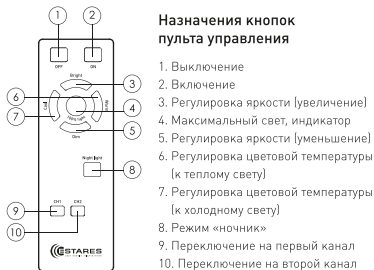 Назначения кнопок
пульта управления
1. Выключение
2. Включение
3. Регулировка яркости (увеличение)
4. Максимальный свет, индикатор
5. Регулировка яркости (уменьшение)
6. Регулировка цветовой температуры
(к теплому свету)
7. Регулировка цветовой температуры
(к холодному свету)
8. Режим «ночник»
9. Переключение на первый канал
10. Переключение на второй канал
1
2
OFF
ON
Bright
3
6
Cool
Warm
4
7
5
Dim
Night light
8
CH1
CH2
9
10
ESTARES